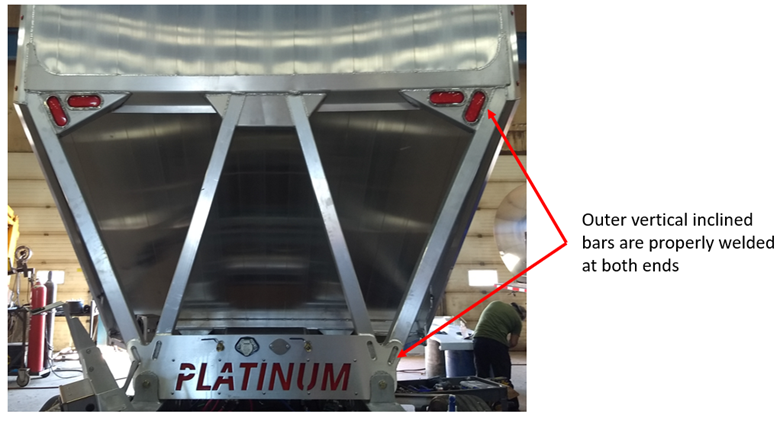 Outer vertical inclined
bars are properly welded
at both ends
PLATINUM